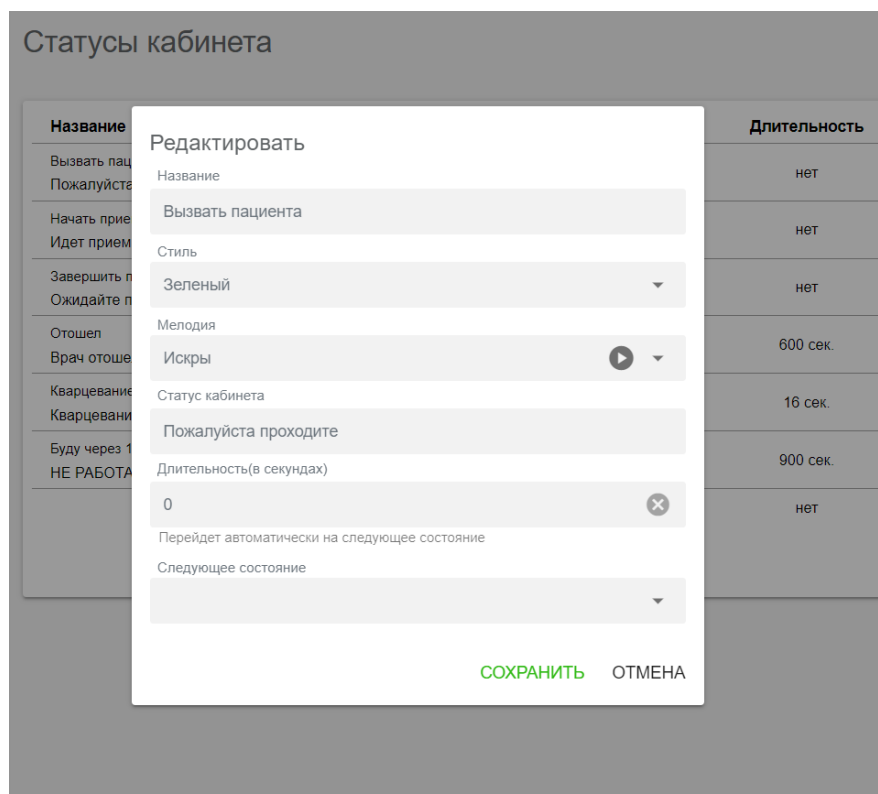 Статусы кабинета
Название
Длительность
Вызвать пац
Пожалуйста
нет
Начать прие
Идет прием
нет
Завершить п
Ожидайте п
нет
Отошел
Врач отоше
600 сек.
Кварцевание
Кварцевани
16 сек.
Буду через 1
НЕ РАБОТА
900 сек.
нет
Редактировать
Название
Вызвать пациента
Стиль
Зеленый
Мелодия
Искры
Статус кабинета
Пожалуйста проходите
Длительность(в секундах)
0
Перейдет автоматически на следующее состояние
Следующее состояние
СОХРАНИТЬ ОТМЕНА